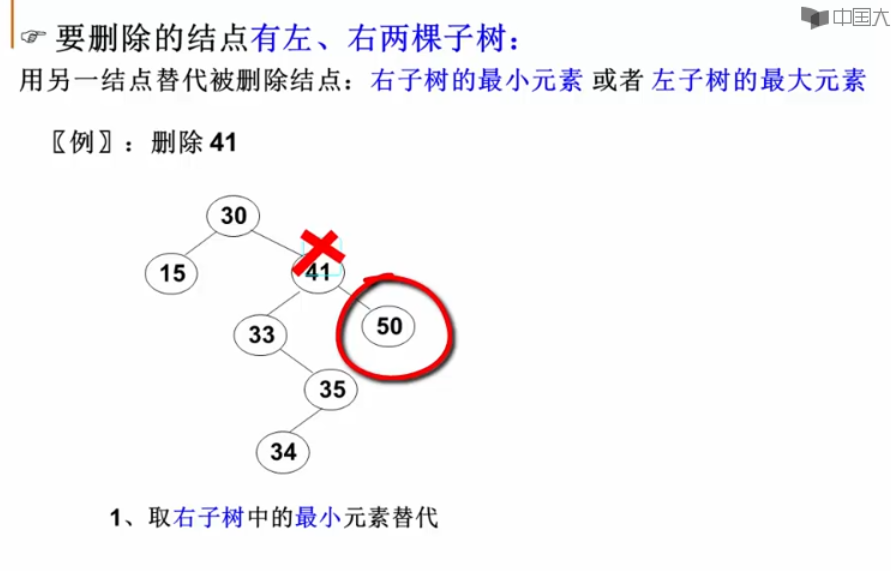 中国大
要删除的结点有左、右两棵子树：
用另一结点替代被删除结点：右子树的最小元素 或者 左子树的最大元素
〖例〗：删除 41
30
15
41
33
50
35
34
1、取右子树中的最小元素替代